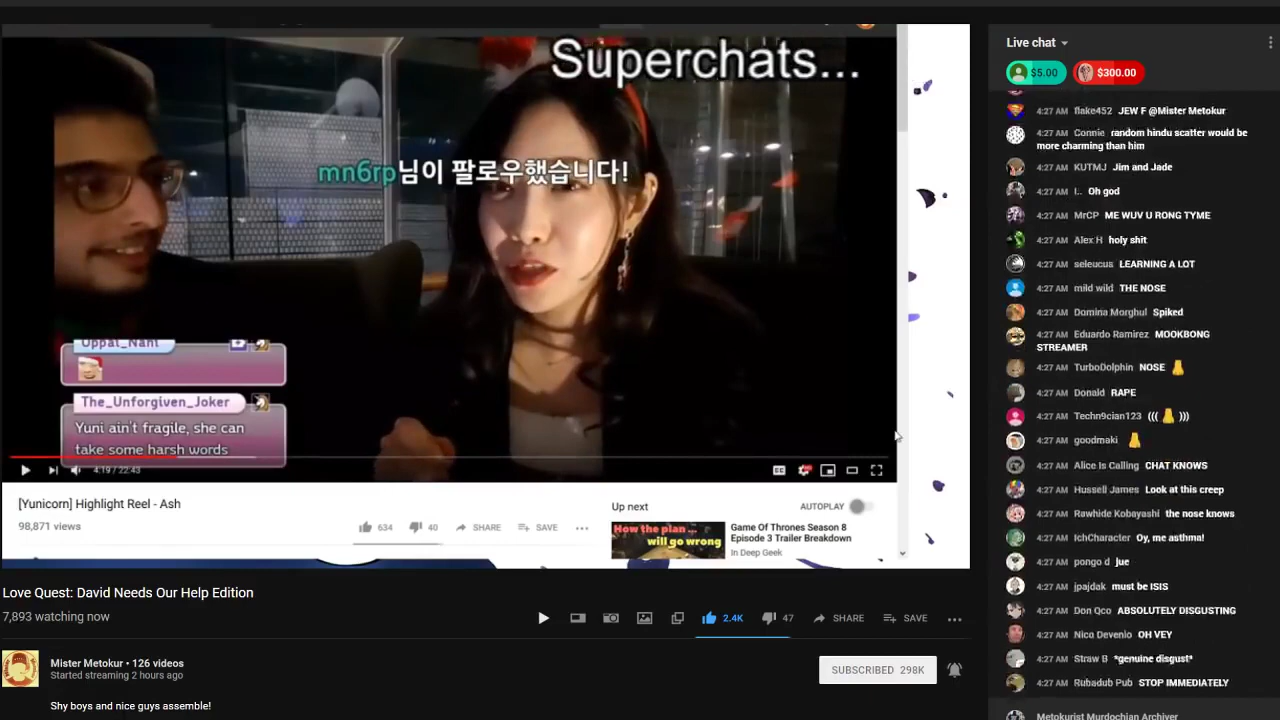 Superchats...
mn6rp님이 팔로우했습니다!
Uppal_Nant
The_Unforgiven_Joker
Yuni ain't fragile, she can
take some harsh words
4:19 / 22:43
[Yunicorn] Highlight Reel - Ash
98,871 views
634
40
SHARE
SAVE
Up next
AUTOPLAY
How the plan ...
will go wrong
Game Of Thrones Season 8
Episode 3 Trailer Breakdown
In Deep Geek
Love Quest: David Needs Our Help Edition
7,893 watching now
2.4K
47
SHARE
SAVE
Mister Metokur • 126 videos
Started streaming 2 hours ago
SUBSCRIBED 298K
Shy boys and nice guys assemble!
Live chat
$5.00
$300.00
4:27 AM flake452 JEW F @Mister Metokur
4:27 AM Connie random hindu scatter would be
more charming than him
4:27 AM KUTMJ Jim and Jade
4:27 AM I.. Oh god
4:27 AM MrCP ME WUV U RONG TYME
4:27 AM Alex H holy shit
4:27 AM seleucus LEARNING A LOT
4:27 AM mild wild THE NOSE
4:27 AM Domina Morghul Spiked
4:27 AM Eduardo Ramirez MOOKBONG
STREAMER
4:27 AM TurboDolphin NOSE 👃
4:27 AM Donald RAPE
4:27 AM Techn9cian123 ((( 👃 )))
4:27 AM goodmaki 👃
4:27 AM Alice Is Calling CHAT KNOWS
4:27 AM Hussell James Look at this creep
4:27 AM Rawhide Kobayashi the nose knows
4:27 AM IchCharacter Oy, me asthma!
4:27 AM pongo d Jue
4:27 AM jpajdak must be ISIS
4:27 AM Don Qco ABSOLUTELY DISGUSTING
4:27 AM Nico Devenio OH VEY
4:27 AM Straw B *genuine disgust*
4:27 AM Rubadub Pub STOP IMMEDIATELY
Metokurist Murdochian Archiver